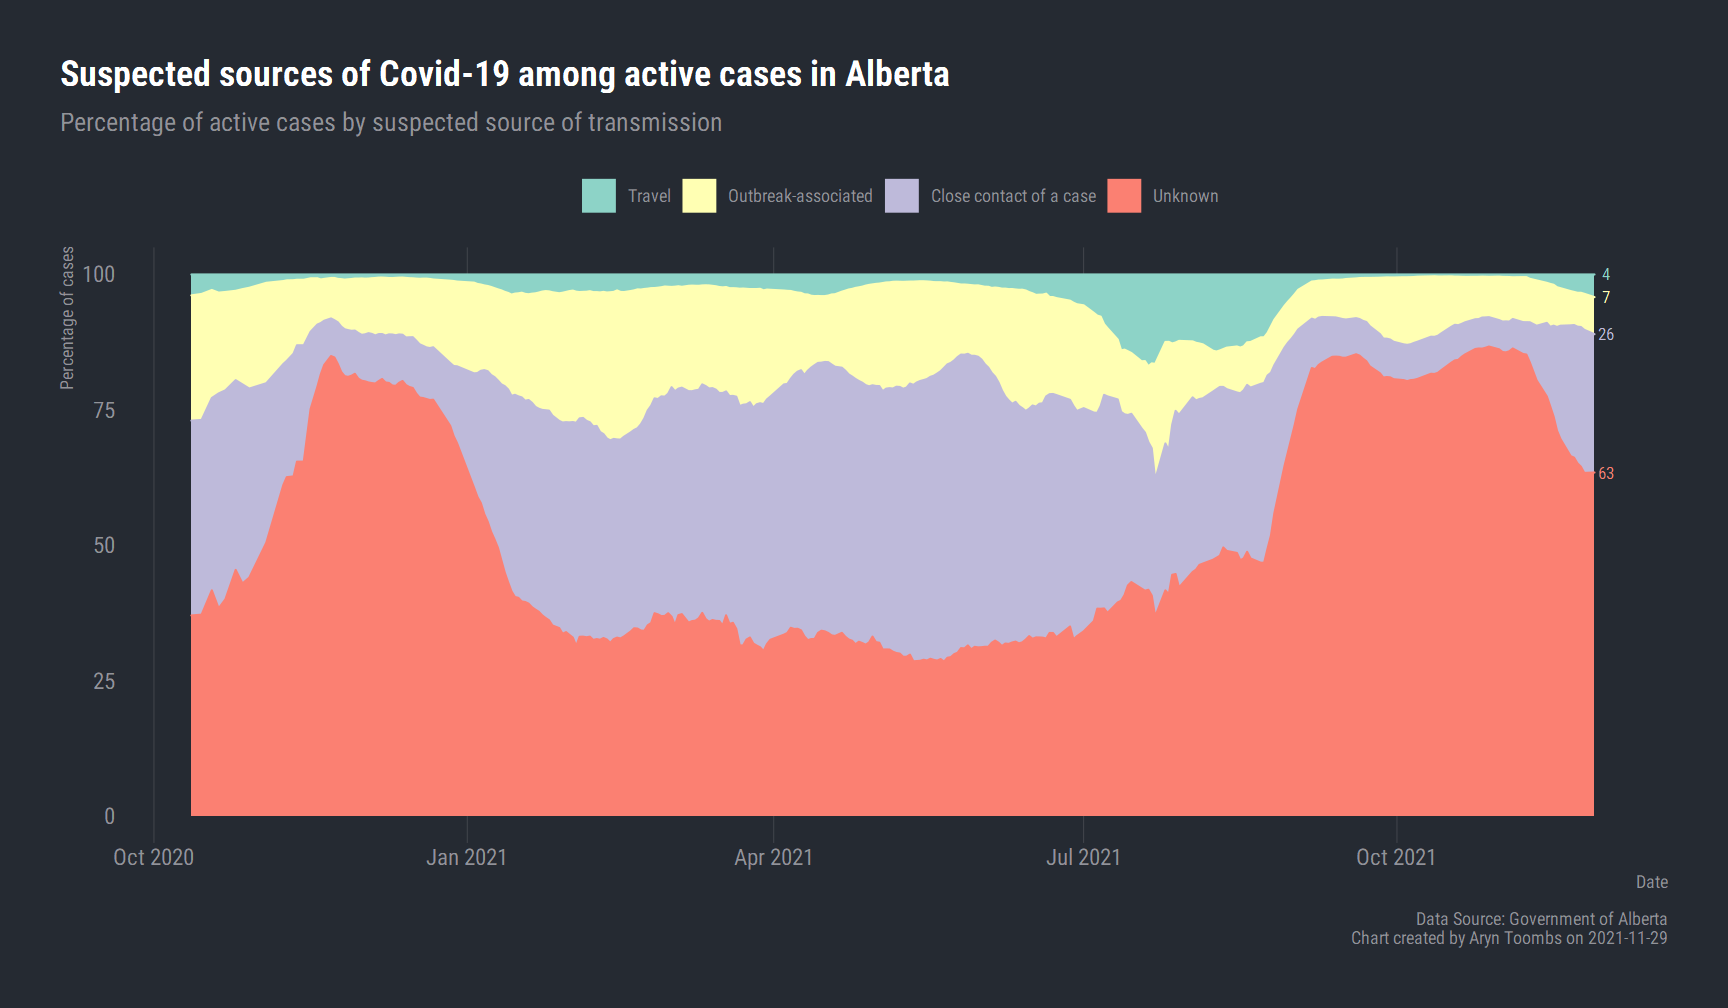 Suspected sources of Covid-19 among active cases in Alberta
Percentage of active cases by suspected source of transmission
Travel
Outbreak-associated
Close contact of a case
Unknown
Percentage of cases
100
75
50
25
0
4
7
26
63
Oct 2020
Jan 2021
Apr 2021
Jul 2021
Oct 2021
Date
Data Source: Government of Alberta
Chart created by Aryn Toombs on 2021-11-29